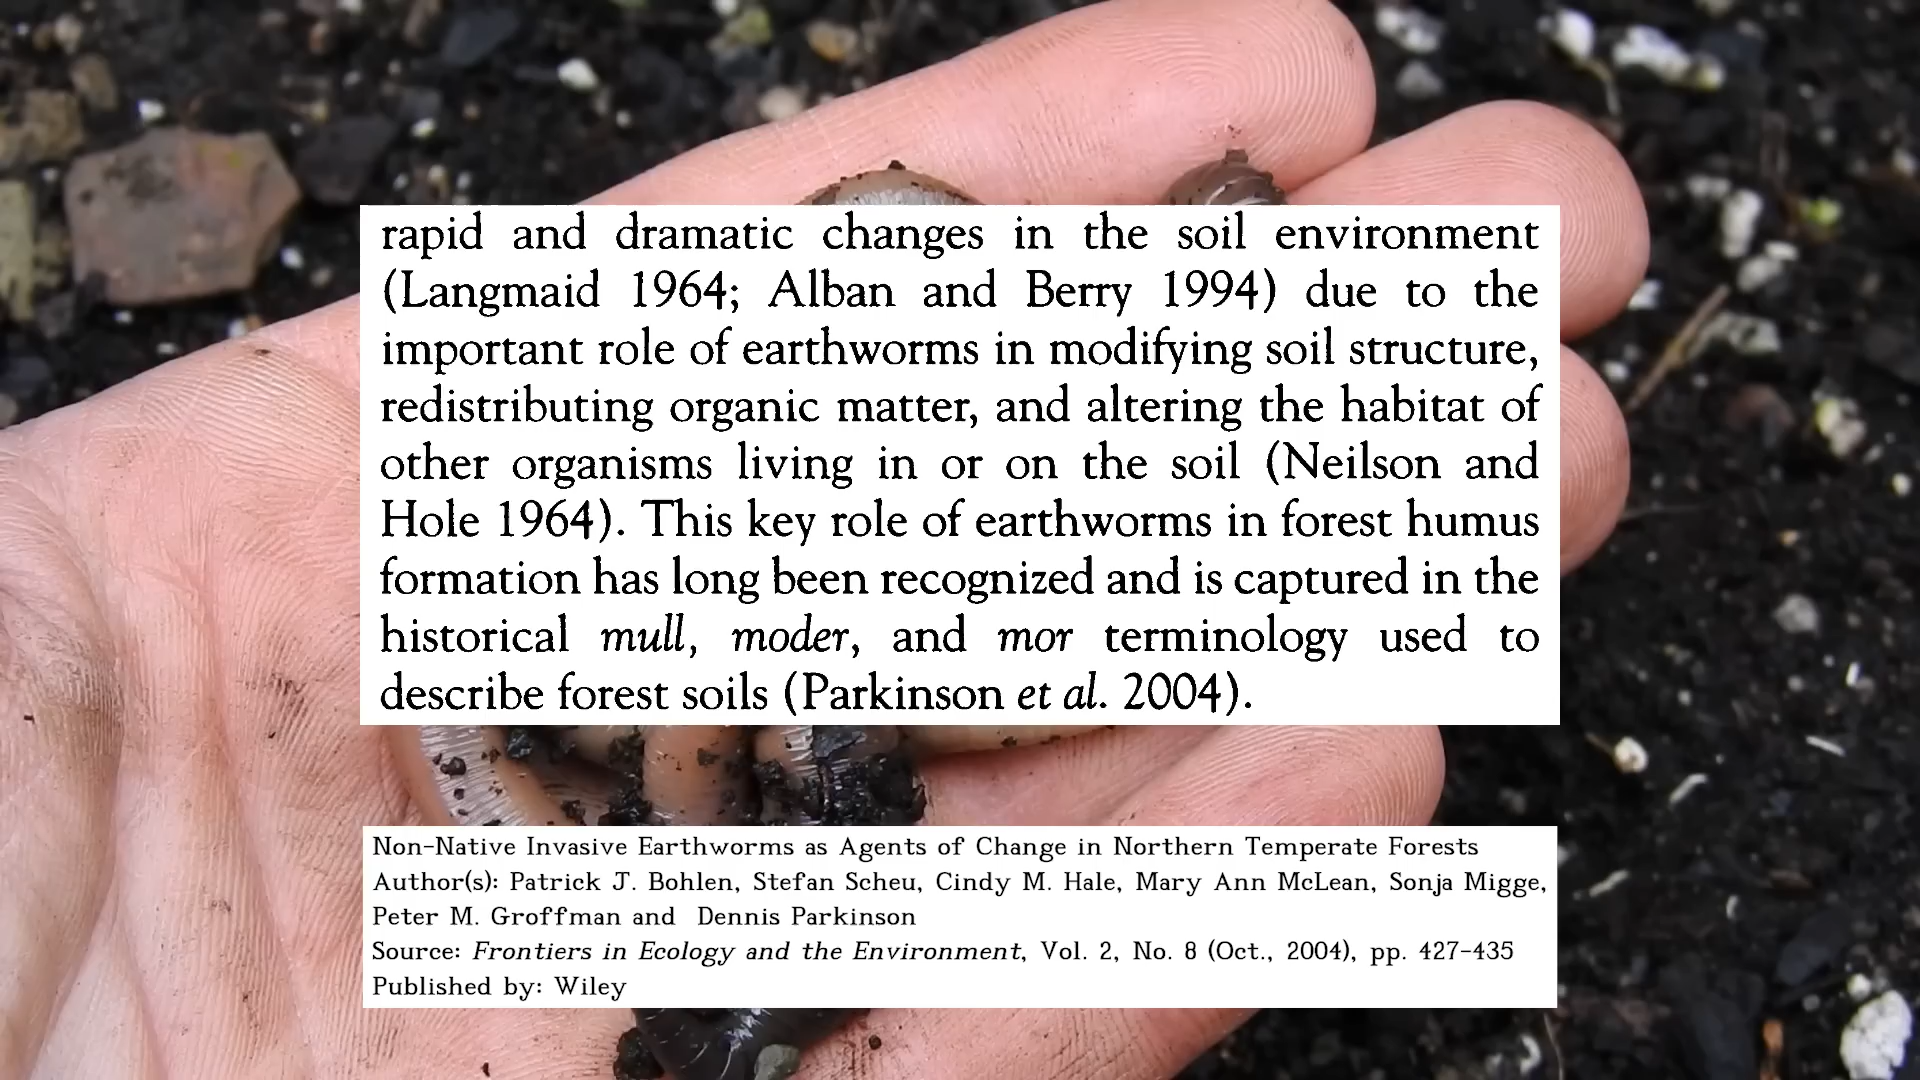 rapid and dramatic changes in the soil environment
(Langmaid 1964; Alban and Berry 1994) due to the
important role of earthworms in modifying soil structure,
redistributing organic matter, and altering the habitat of
other organisms living in or on the soil (Neilson and
Hole 1964). This key role of earthworms in forest humus
formation has long been recognized and is captured in the
historical mull, moder, and mor terminology used to
describe forest soils (Parkinson et al. 2004).
Non-Native Invasive Earthworms as Agents of Change in Northern Temperate Forests
Author(s): Patrick J. Bohlen, Stefan Scheu, Cindy M. Hale, Mary Ann McLean, Sonja Migge,
Peter M. Groffman and Dennis Parkinson
Source: Frontiers in Ecology and the Environment, Vol. 2, No. 8 (Oct., 2004), pp. 427-435
Published by: Wiley